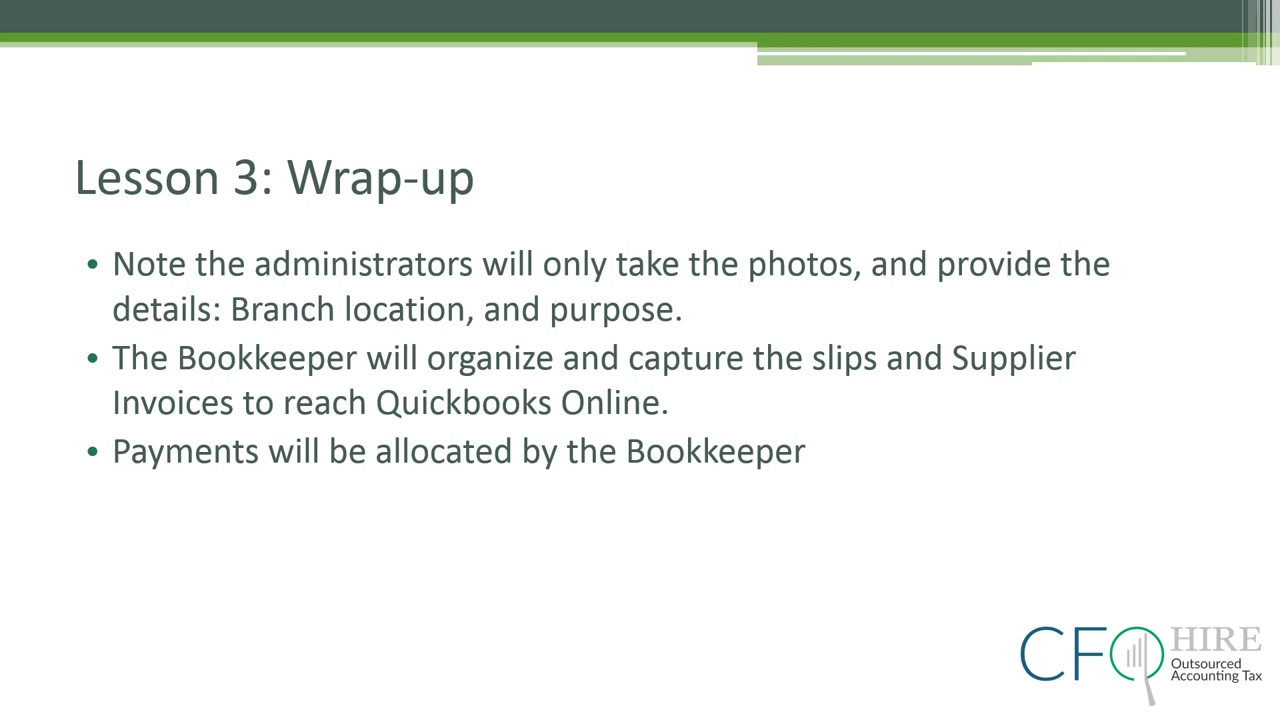 Lesson 3: Wrap-up
• Note the administrators will only take the photos, and provide the
details: Branch location, and purpose.
• The Bookkeeper will organize and capture the slips and Supplier
Invoices to reach Quickbooks Online.
• Payments will be allocated by the Bookkeeper
CFO HIRE
Outsourced
Accounting Tax